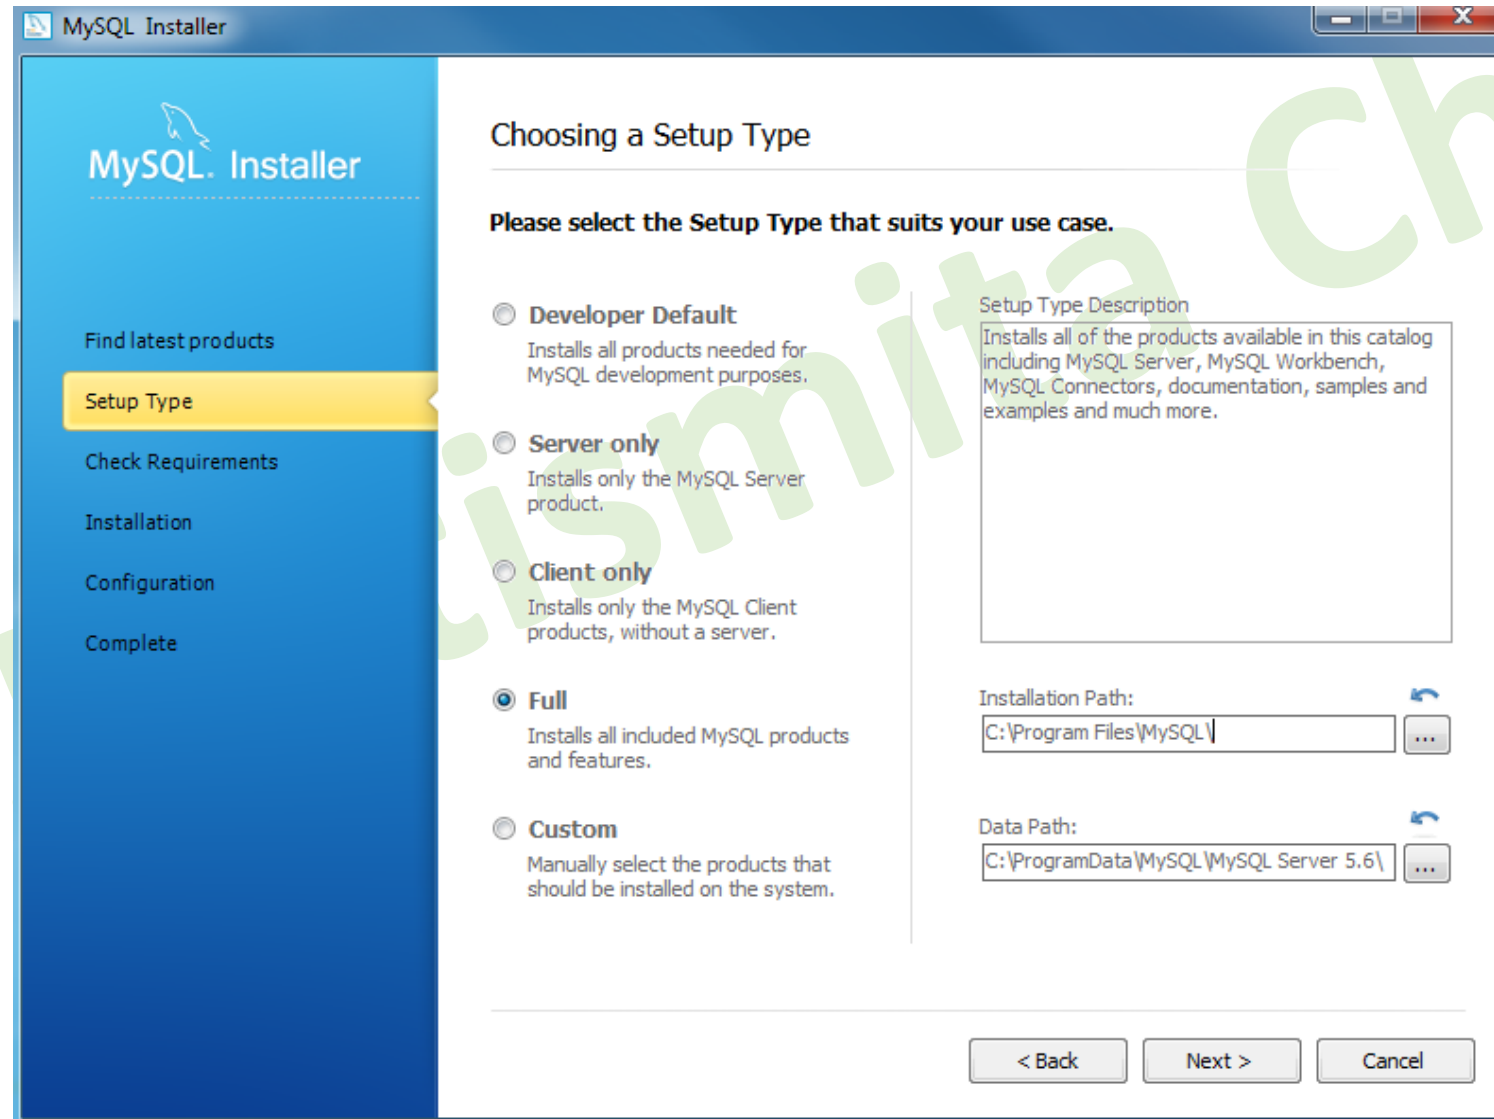 MySQL Installer
MySQL. Installer
Find latest products
Setup Type
Check Requirements
Installation
Configuration
Complete
Choosing a Setup Type
Please select the Setup Type that suits your use case.
Developer Default
Installs all products needed for
MySQL development purposes.
Server only
Installs only the MySQL Server
product.
Client only
Installs only the MySQL Client
products, without a server.
Full
Installs all included MySQL products
and features.
Custom
Manually select the products that
should be installed on the system.
Setup Type Description
Installs all of the products available in this catalog
including MySQL Server, MySQL Workbench,
MySQL Connectors, documentation, samples and
examples and much more.
Installation Path:
C:\Program Files\MySQL\
...
Data Path:
C:\ProgramData\MySQL\MySQL Server 5.6\
...
< Back
Next >
Cancel